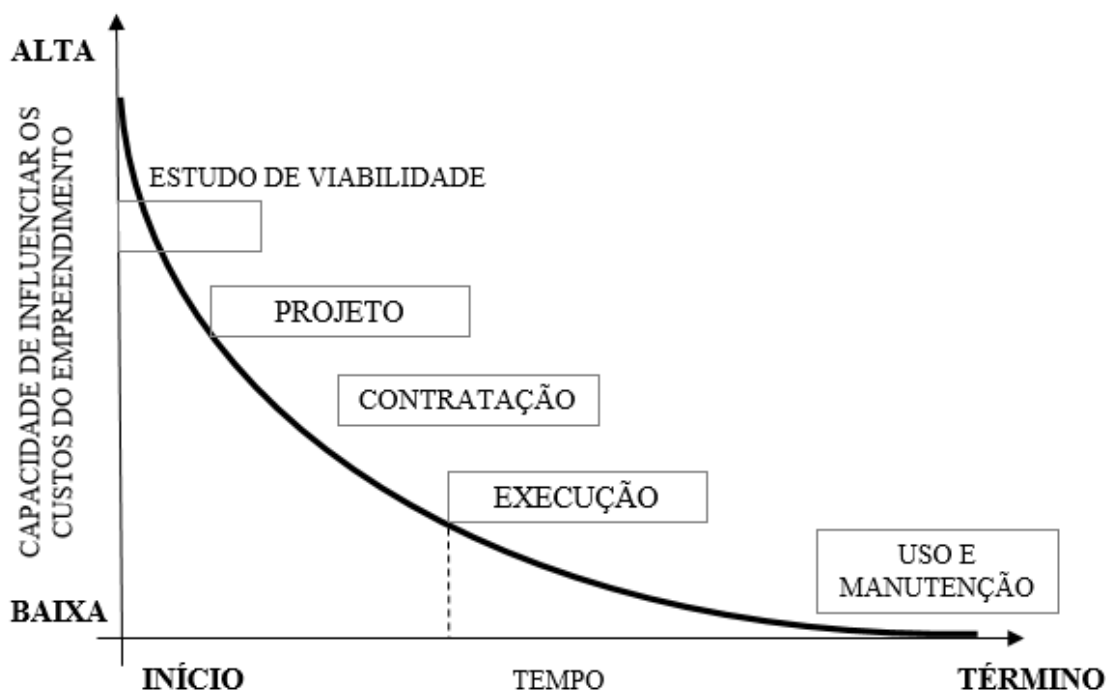 ALTA
CAPACIDADE DE INFLUENCIAR OS
CUSTOS DO EMPREENDIMENTO
ESTUDO DE VIABILIDADE
PROJETO
CONTRATAÇÃO
EXECUÇÃO
USO E
MANUTENÇÃO
BAIXA
INÍCIO
TEMPO
TÉRMINO